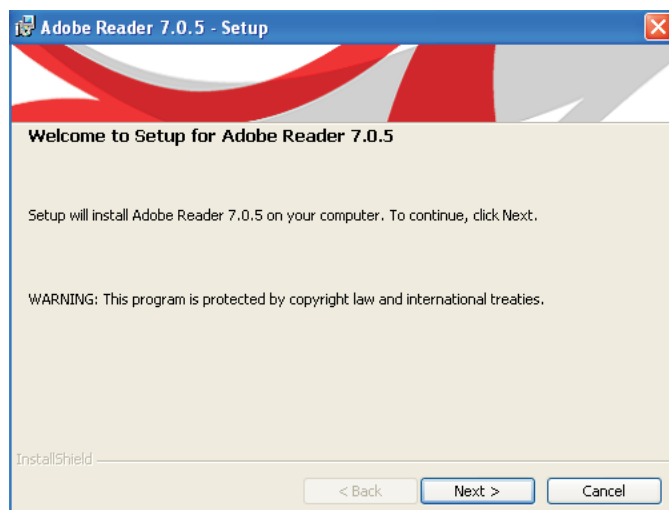 Adobe Reader 7.0.5 - Setup
Welcome to Setup for Adobe Reader 7.0.5
Setup will install Adobe Reader 7.0.5 on your computer. To continue, click Next.
WARNING: This program is protected by copyright law and international treaties.
InstallShield
< Back Next > Cancel